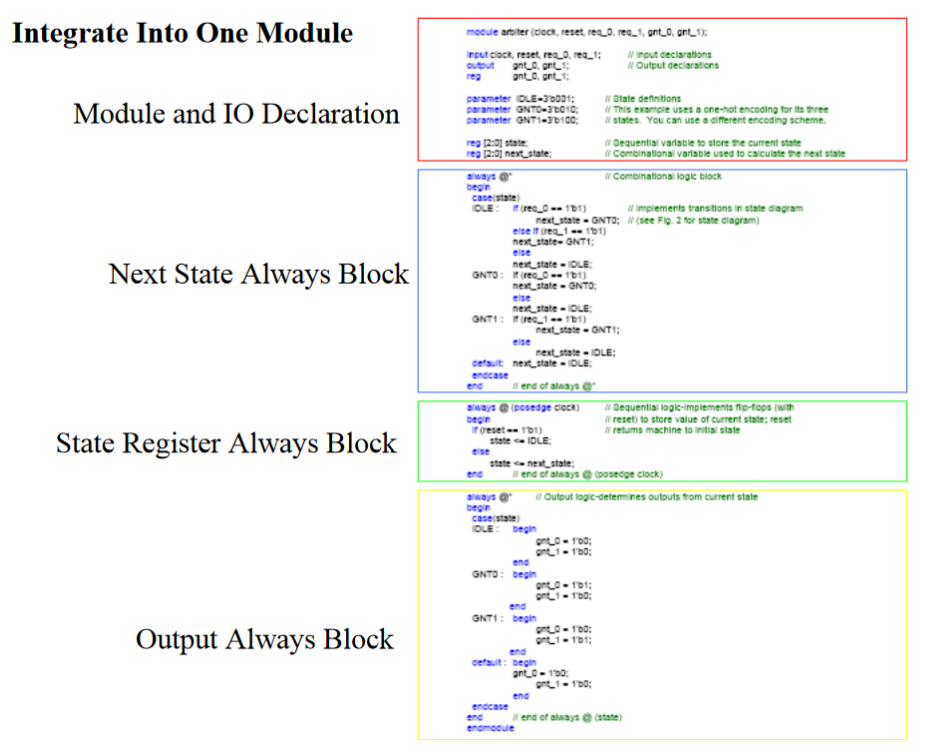 Integrate Into One Module
Module and IO Declaration
module arbiter (clock, reset, req_0, req_1, gnt_0, gnt_1);
input clock, reset, req_0, req_1; // Input declarations
output gnt_0, gnt_1; // Output declarations
reg gnt_0, gnt_1;
parameter IDLE=3'b001; // State definitions
parameter GNT0=3'b010; // This example uses a one-hot encoding for its three
parameter GNT1=3'b100; // states. You can use a different encoding scheme.
reg [2:0] state; // Sequential variable to store the current state
reg [2:0] next_state; // Combinational variable used to calculate the next state
Next State Always Block
always @* // Combinational logic block
begin
case(state)
IDLE : if (req_0 == 1'b1) // Implements transitions in state diagram
next_state = GNT0; // (see Fig. 2 for state diagram)
else if (req_1 == 1'b1)
next_state= GNT1;
else
next_state = IDLE;
GNT0 : if (req_0 == 1'b1)
next_state = GNT0;
else
next_state = IDLE;
GNT1 : if (req_1 == 1'b1)
next_state = GNT1;
else
next_state = IDLE;
default: next_state = IDLE;
endcase
end // end of always @*
State Register Always Block
always @ (posedge clock) // Sequential logic-implements flip-flops (with
begin // reset) to store value of current state; reset
if (reset == 1'b1) // returns machine to initial state
state <= IDLE;
else
state <= next_state;
end // end of always @ (posedge clock)
Output Always Block
always @* // Output logic-determines outputs from current state
begin
case(state)
IDLE : begin
gnt_0 = 1'b0;
gnt_1 = 1'b0;
end
GNT0 : begin
gnt_0 = 1'b1;
gnt_1 = 1'b0;
end
GNT1 : begin
gnt_0 = 1'b0;
gnt_1 = 1'b1;
end
default : begin
gnt_0 = 1'b0;
gnt_1 = 1'b0;
end
endcase
end // end of always @ (state)
endmodule